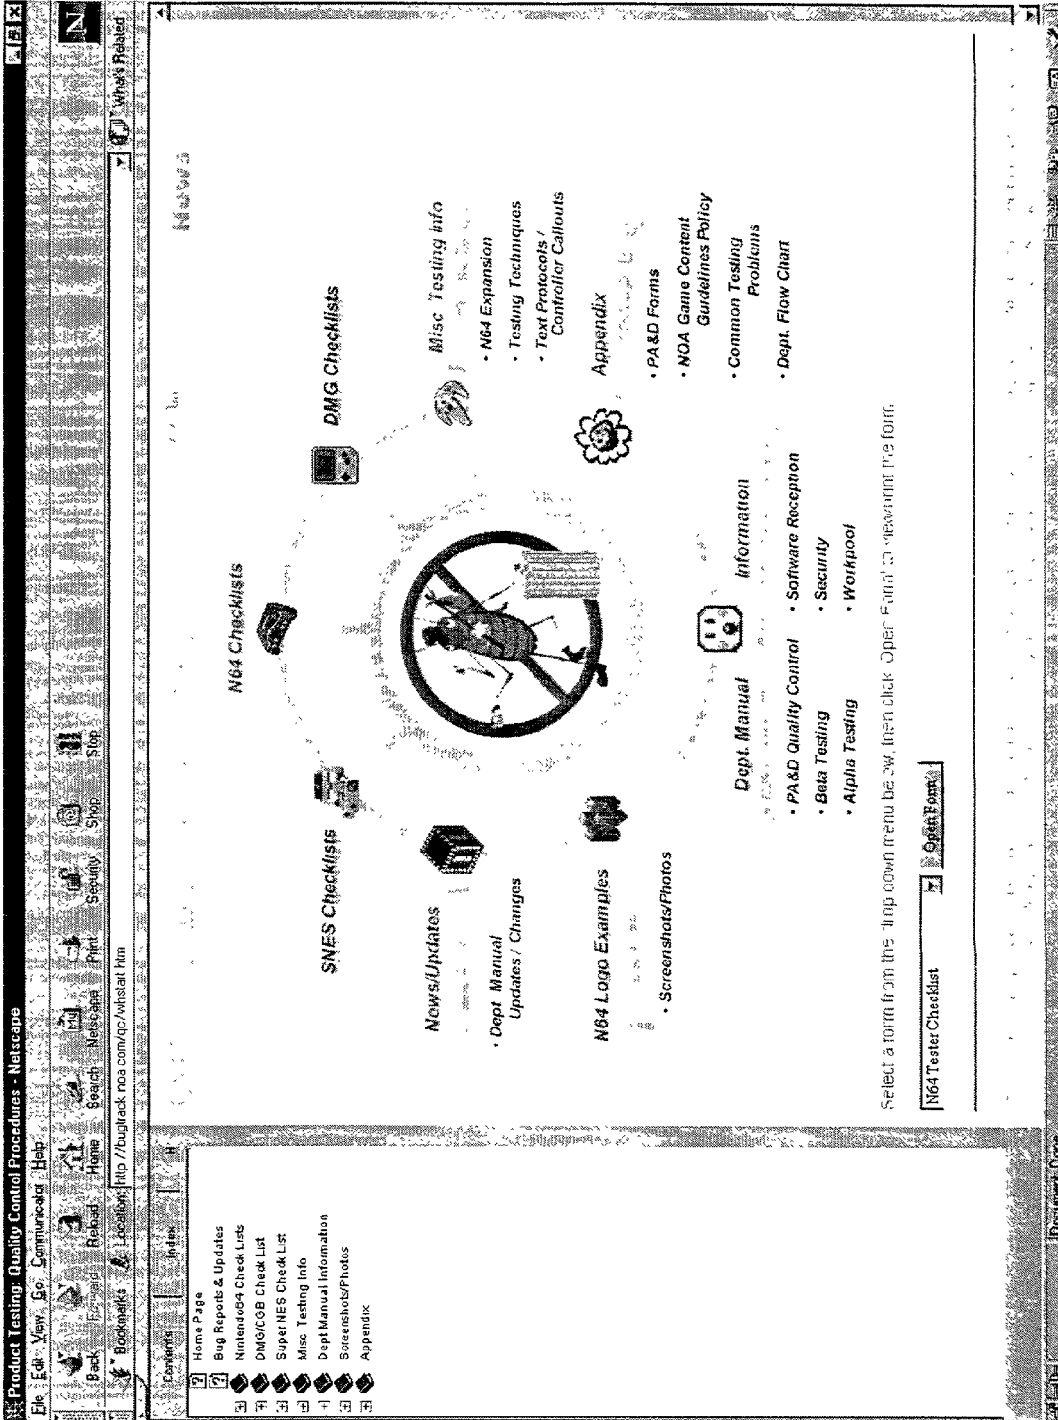 Product Testing: Quality Control Procedures - Netscape
File Edit View Go Communicator Help
Back Forward Reload Home Search Netscape Print Security Shop Stop
Bookmarks Location: http //bugtrack noa com/qc/whstart htm What's Related
Contents Index
Home Page
Bug Reports & Updates
Nintendo64 Check Lists
DMG/CGB Check List
Super NES Check List
Misc Testing Info
Dept Manual Information
Screenshots/Photos
Appendix
News
N64 Checklists
SNES Checklists
DMG Checklists
News/Updates
• Dept Manual
Updates / Changes
Misc Testing Info
• N64 Expansion
• Testing Techniques
• Text Protocols /
Controller Callouts
N64 Logo Examples
• Screenshots/Photos
Appendix
• PA&D Forms
• NOA Game Content
Guidelines Policy
• Common Testing
Problems
• Dept. Flow Chart
Dept. Manual Information
• PA&D Quality Control
• Beta Testing
• Alpha Testing
• Software Reception
• Security
• Workpool
Select a form from the drop down menu below, then click 'Open Form' to view/print the form.
N64 Tester Checklist Open Form
Document Done